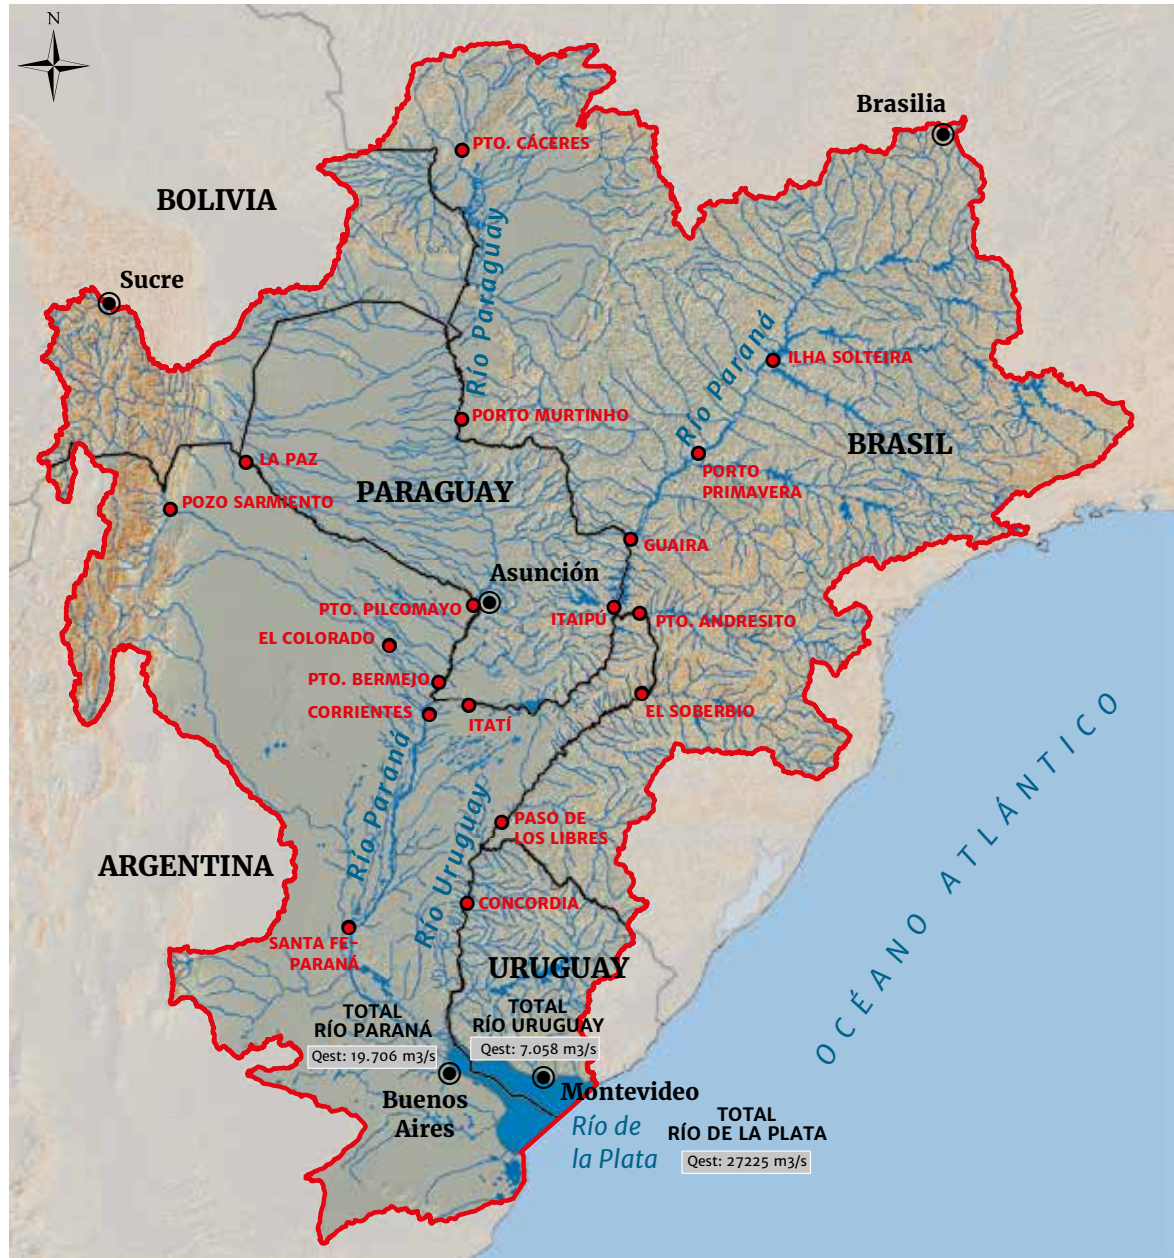 N
Brasilia
PTO. CÁCERES
BOLIVIA
Río Paraguay
Sucre
Río Paraná
ILHA SOLTEIRA
PORTO MURTINHO
BRASIL
LA PAZ
PORTO
PRIMAVERA
PARAGUAY
POZO SARMIENTO
GUAIRA
Asunción
PTO. PILCOMAYO
ITAIPÚ
PTO. ANDRESITO
EL COLORADO
PTO. BERMEJO
CORRIENTES
ITATÍ
EL SOBERBIO
Río Paraná
Río Uruguay
PASO DE
LOS LIBRES
OCÉANO ATLÁNTICO
ARGENTINA
CONCORDIA
SANTA FE-
PARANÁ
URUGUAY
TOTAL
RÍO PARANÁ
Qest: 19.706 m3/s
TOTAL
RÍO URUGUAY
Qest: 7.058 m3/s
Buenos
Aires
Montevideo
Río de
la Plata
TOTAL
RÍO DE LA PLATA
Qest: 27225 m3/s